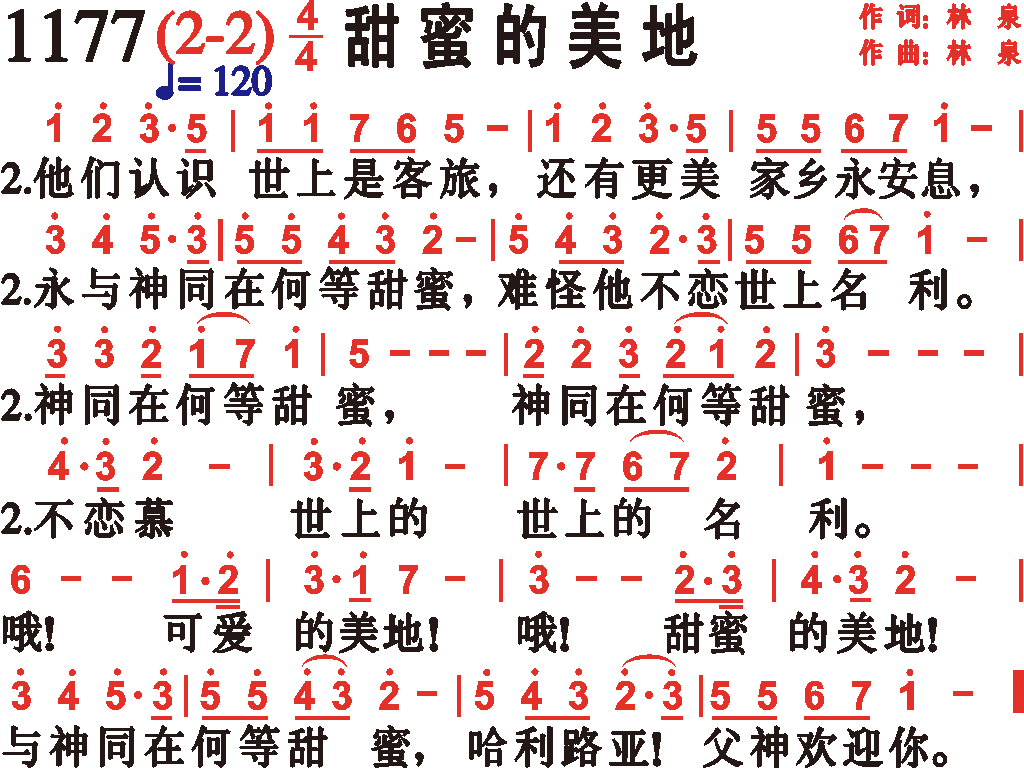 1177(2-2) 4/4 甜蜜的美地 作 词: 林 泉
♩= 120 作 曲: 林 泉
1̇ 2̇ 3̇·5̇ | 1̇ 1̇ 7 6 5 – | 1̇ 2̇ 3̇·5̇ | 5 5 6 7 1̇ – |
2.他们认识 世上是客旅，还有更美 家乡永安息，
3̇ 4̇ 5̇·3̇ | 5̇ 5̇ 4̇ 3̇ 2̇ – | 5̇ 4̇ 3̇ 2̇·3̇ | 5 5 6 7 1̇ – |
2.永与神同在何等甜蜜，难怪他不恋世上名 利。
3̇ 3̇ 2̇ 1̇ 7 1̇ | 5 – – – | 2̇ 2̇ 3̇ 2̇ 1̇ 2̇ | 3̇ – – – |
2.神同在何等甜 蜜， 神同在何等甜 蜜，
4̇·3̇ 2̇ – | 3̇·2̇ 1̇ – | 7·7 6 7 2̇ | 1̇ – – – |
2.不恋慕 世上的 世上的 名 利。
6 – – 1̇·2̇ | 3̇·1̇ 7 – | 3̇ – – 2̇·3̇ | 4̇·3̇ 2̇ – |
哦! 可爱 的美地! 哦! 甜蜜 的美地!
3̇ 4̇ 5̇·3̇ | 5̇ 5̇ 4̇ 3̇ 2̇ – | 5̇ 4̇ 3̇ 2̇·3̇ | 5 5 6 7 1̇ –
与神同在何等甜 蜜， 哈利路亚! 父神欢迎你。